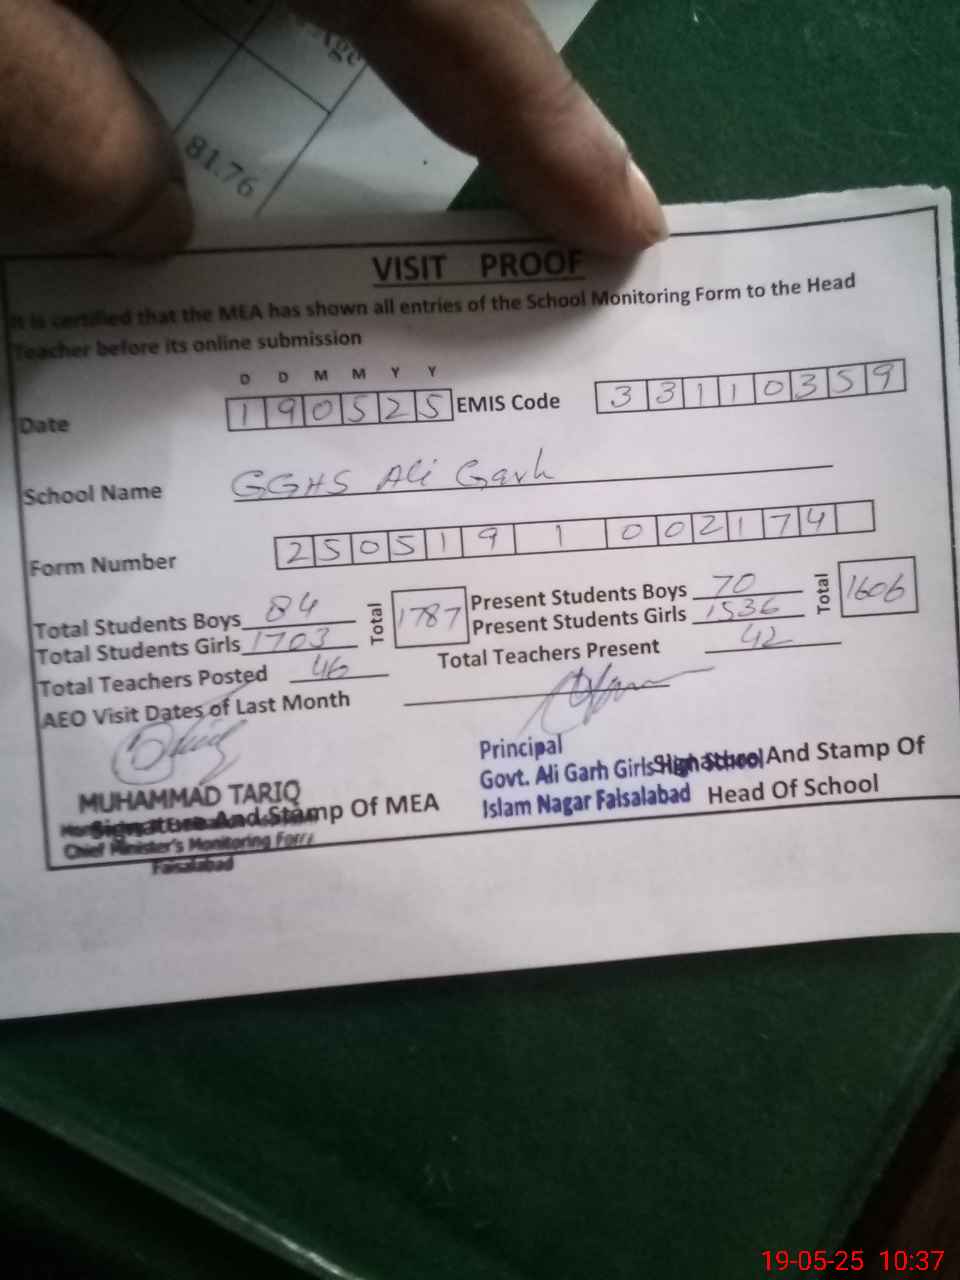 Age
81.76
VISIT PROOF
It is certified that the MEA has shown all entries of the School Monitoring Form to the Head
Teacher before its online submission
D D M M Y Y
Date 190525 EMIS Code 33110359
School Name GGHS Ali Garh
Form Number 250519 1 002174
Total Students Boys 84 Total 1787 Present Students Boys 70 Total 1606
Total Students Girls 1703 Present Students Girls 1536
Total Teachers Posted 46 Total Teachers Present 42
AEO Visit Dates of Last Month
Principal
Govt. Ali Garh Girls High School Signature And Stamp Of
Islam Nagar Faisalabad Head Of School
MUHAMMAD TARIQ
Signature And Stamp Of MEA
Chief Minister's Monitoring Force
Faisalabad
19-05-25 10:37